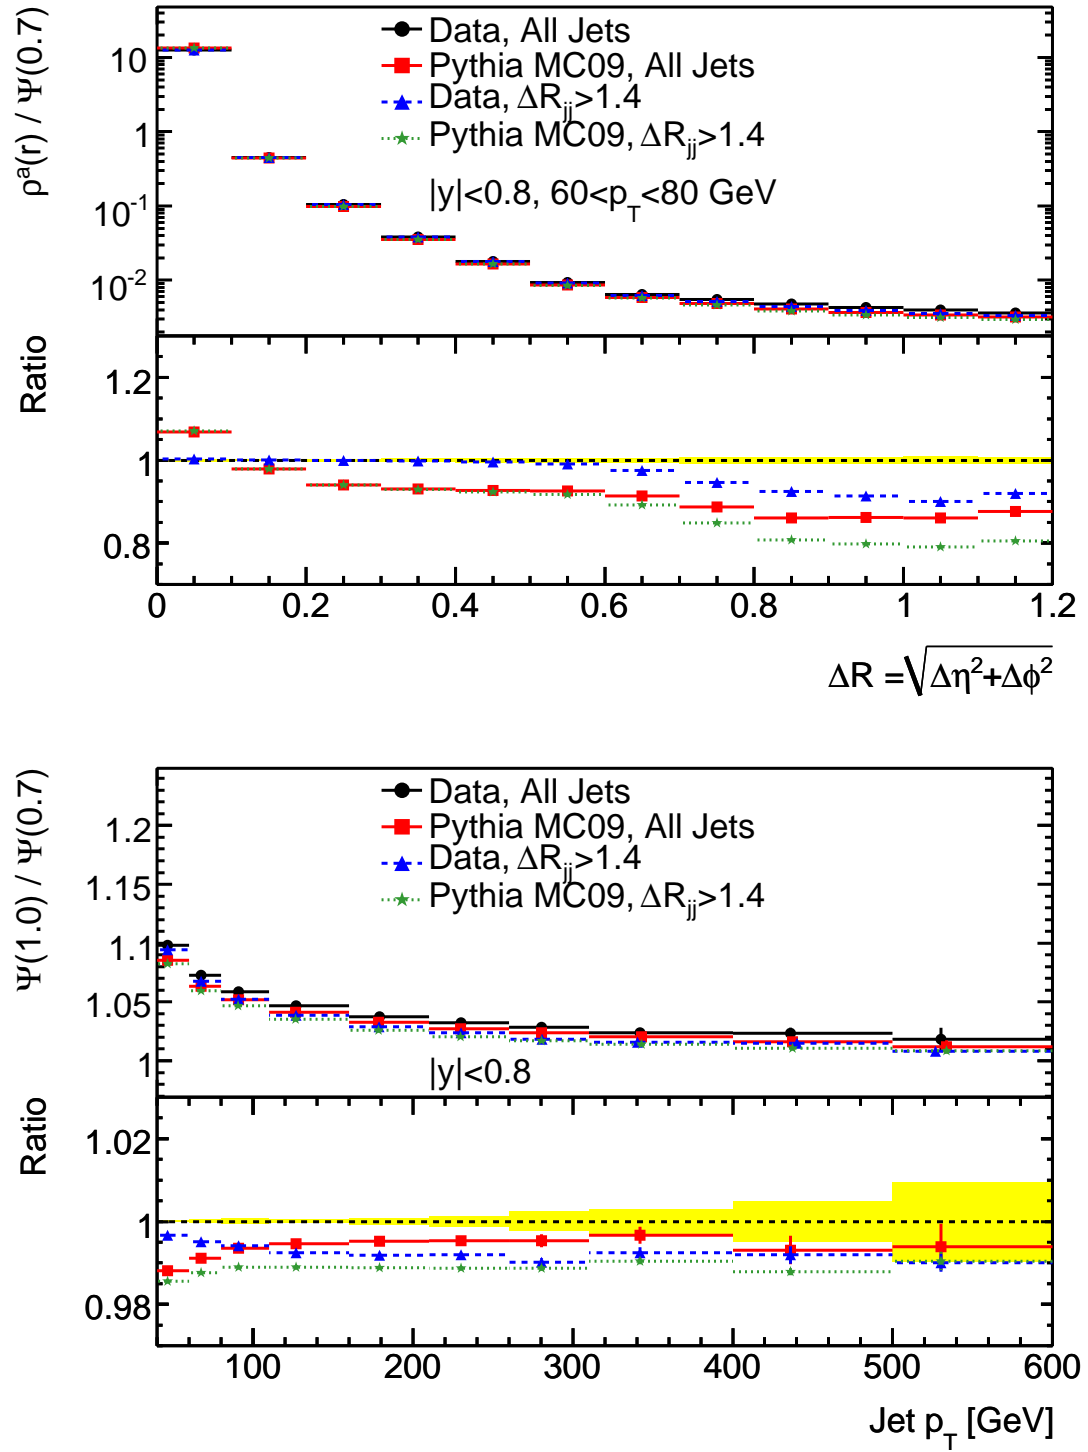 ρᵃ(r) / Ψ(0.7)
Data, All Jets
Pythia MC09, All Jets
Data, ΔR_jj>1.4
Pythia MC09, ΔR_jj>1.4
|y|<0.8, 60<p_T<80 GeV
10
1
10⁻¹
10⁻²
Ratio
1.2
1
0.8
0 0.2 0.4 0.6 0.8 1 1.2
ΔR = √Δη²+Δϕ²
Ψ(1.0) / Ψ(0.7)
Data, All Jets
Pythia MC09, All Jets
Data, ΔR_jj>1.4
Pythia MC09, ΔR_jj>1.4
1.2
1.15
1.1
1.05
1
|y|<0.8
Ratio
1.02
1
0.98
100 200 300 400 500 600
Jet p_T [GeV]